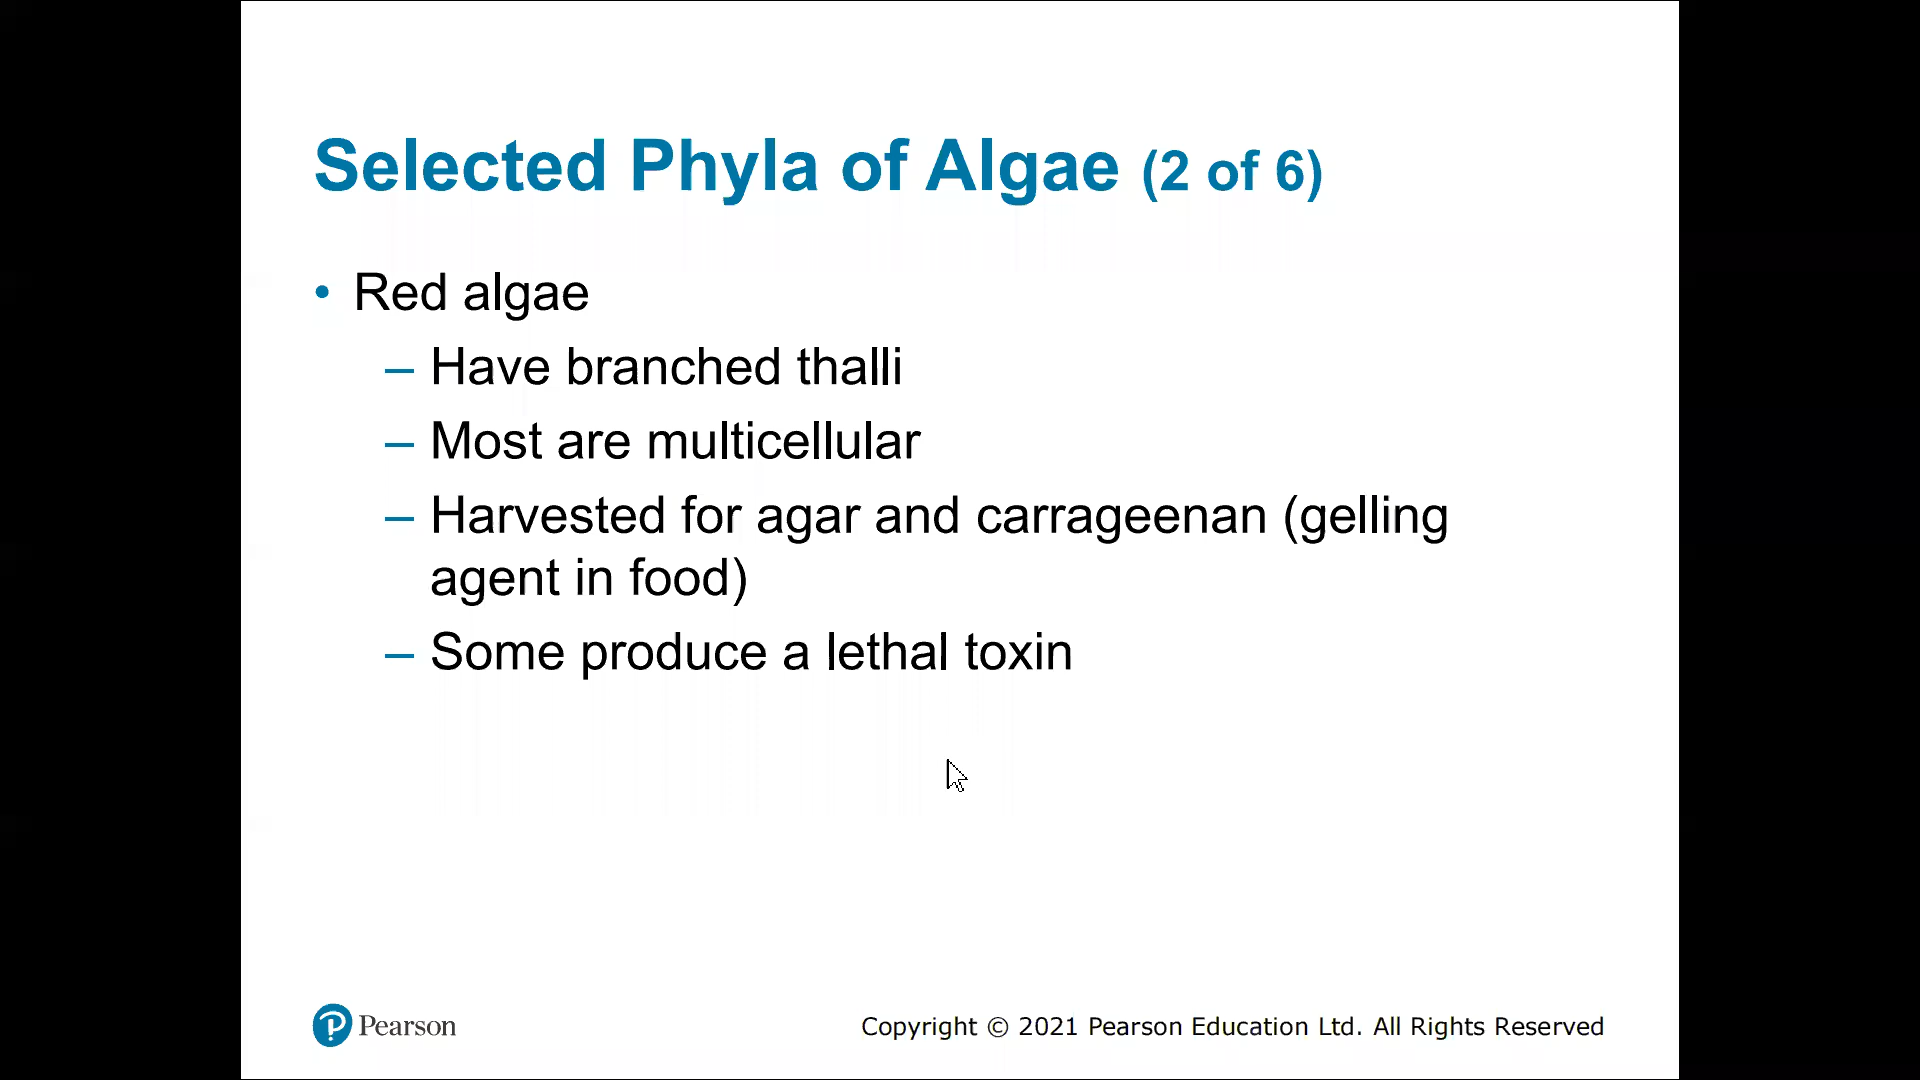 Selected Phyla of Algae (2 of 6)
• Red algae
– Have branched thalli
– Most are multicellular
– Harvested for agar and carrageenan (gelling
agent in food)
– Some produce a lethal toxin
Pearson
Copyright © 2021 Pearson Education Ltd. All Rights Reserved